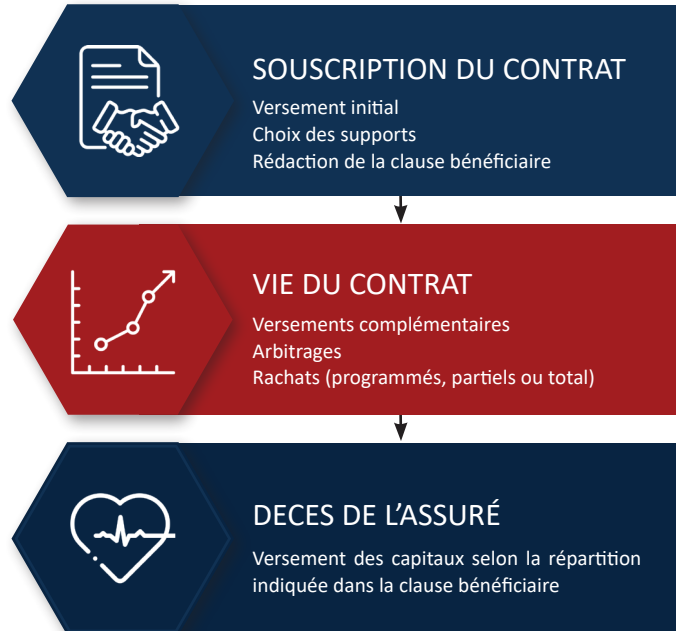 SOUSCRIPTION DU CONTRAT
Versement initial
Choix des supports
Rédaction de la clause bénéficiaire
VIE DU CONTRAT
Versements complémentaires
Arbitrages
Rachats (programmés, partiels ou total)
DECES DE L'ASSURÉ
Versement des capitaux selon la répartition
indiquée dans la clause bénéficiaire